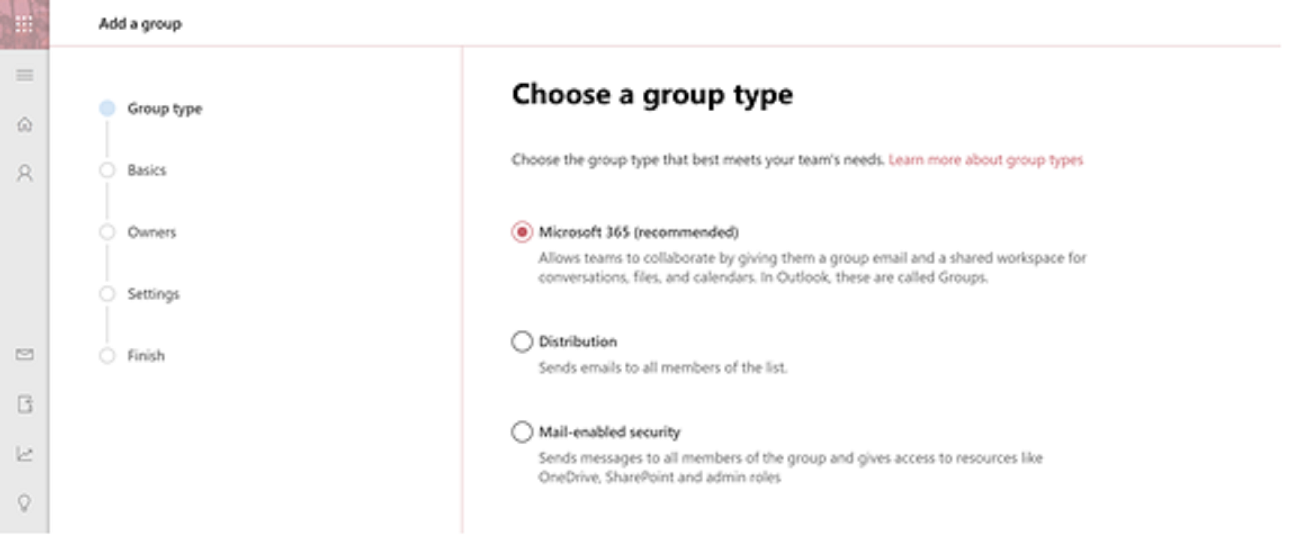 Add a group
Group type
Basics
Owners
Settings
Finish
Choose a group type
Choose the group type that best meets your team's needs. Learn more about group types
Microsoft 365 (recommended)
Allows teams to collaborate by giving them a group email and a shared workspace for
conversations, files, and calendars. In Outlook, these are called Groups.
Distribution
Sends emails to all members of the list.
Mail-enabled security
Sends messages to all members of the group and gives access to resources like
OneDrive, SharePoint and admin roles